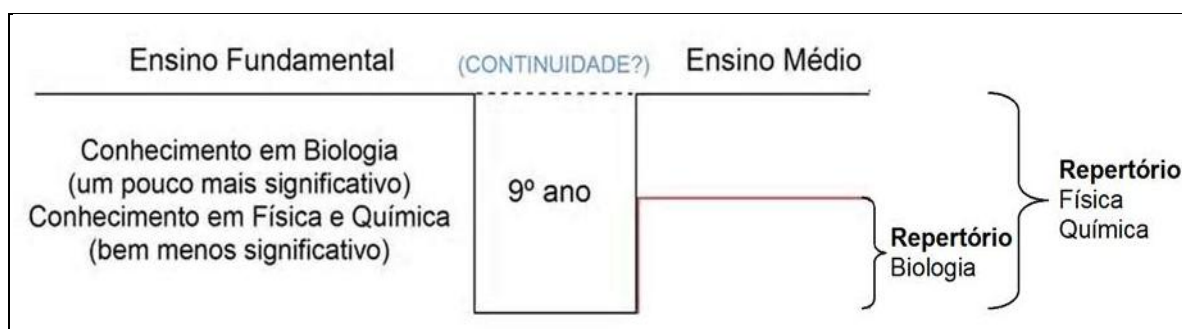 Ensino Fundamental
(CONTINUIDADE?)
Ensino Médio
Conhecimento em Biologia
(um pouco mais significativo)
Conhecimento em Física e Química
(bem menos significativo)
9º ano
Repertório
Biologia
Repertório
Física
Química